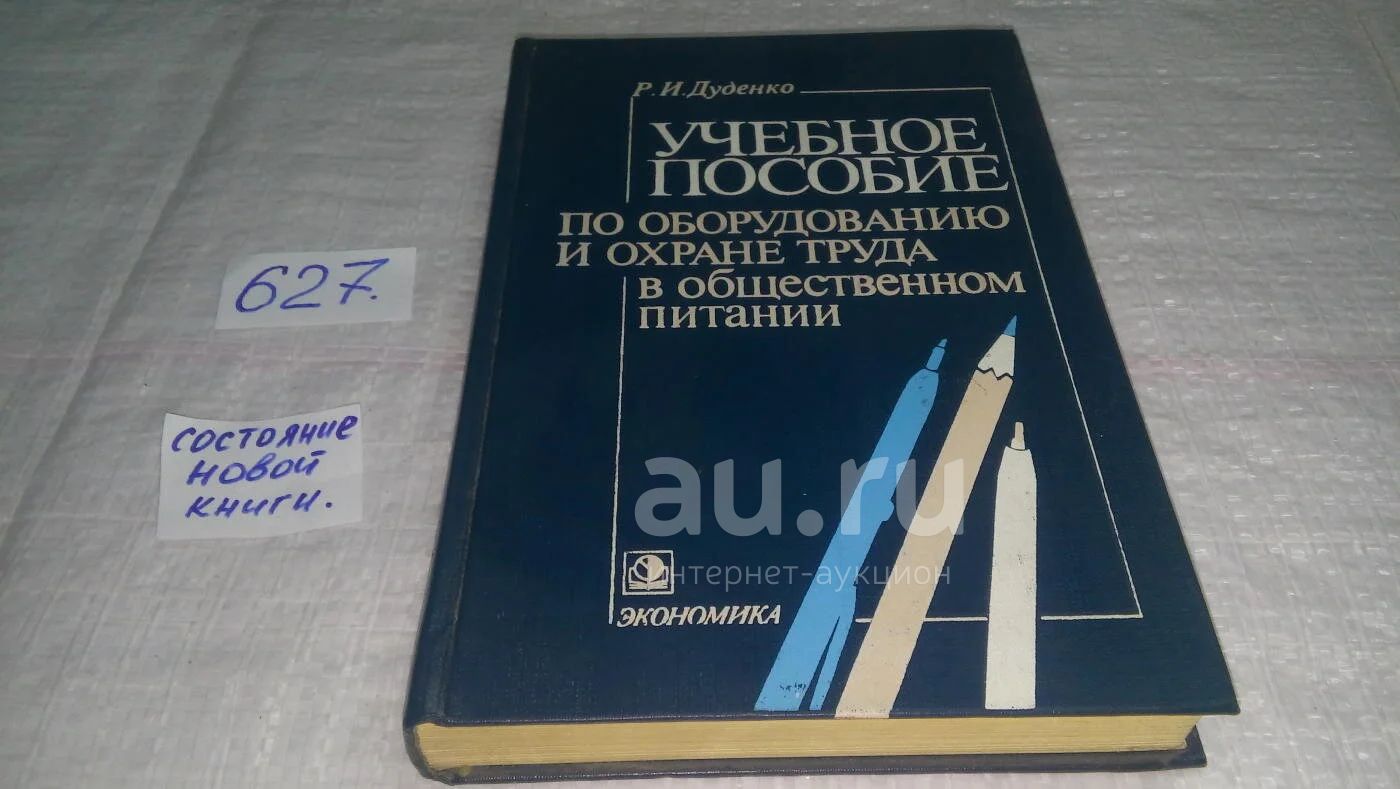 Р.И.Дуденко
УЧЕБНОЕ
ПОСОБИЕ
ПО ОБОРУДОВАНИЮ
И ОХРАНЕ ТРУДА
в общественном
питании
627.
состояние
новой
книги.
au.ru
интернет-аукцион
ЭКОНОМИКА